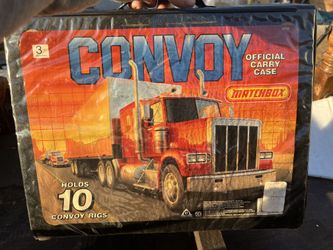 3
CONVOY
OFFICIAL
CARRY
CASE
MATCHBOX
HOLDS
10
CONVOY RIGS